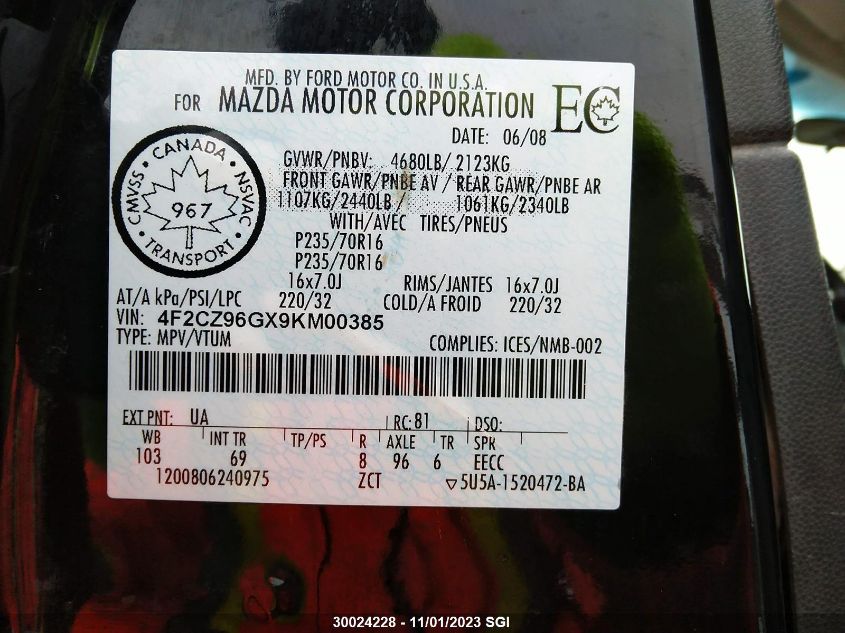 MFD. BY FORD MOTOR CO. IN U.S.A.
FOR MAZDA MOTOR CORPORATION EC
DATE: 06/08
CMVSS • CANADA • NSVAC • TRANSPORT •
967
GVWR/PNBV: 4680LB/ 2123KG
FRONT GAWR/PNBE AV / REAR GAWR/PNBE AR
1107KG/2440LB / 1061KG/2340LB
WITH/AVEC TIRES/PNEUS
P235/70R16
P235/70R16
16x7.0J RIMS/JANTES 16x7.0J
AT/A kPa/PSI/LPC 220/32 COLD/A FROID 220/32
VIN: 4F2CZ96GX9KM00385
TYPE: MPV/VTUM COMPLIES: ICES/NMB-002
EXT PNT: UA RC: 81 DSO:
WB INT TR TP/PS R AXLE TR SPR
103 69 8 96 6 EECC
1200806240975 ZCT ▽5U5A-1520472-BA
30024228 - 11/01/2023 SGI